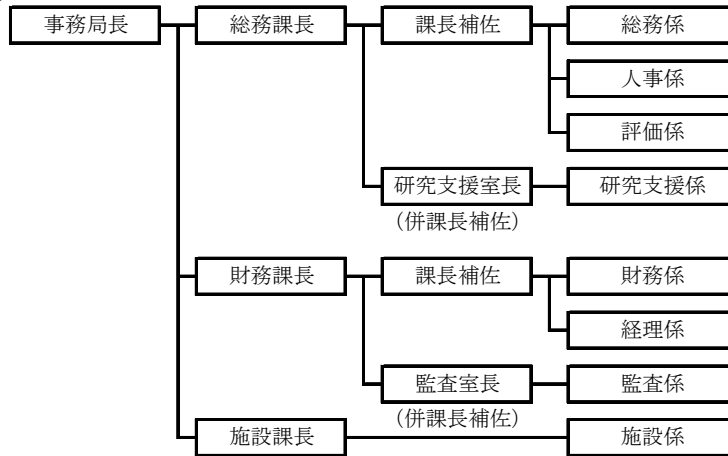 事務局長
総務課長
課長補佐
総務係
人事係
評価係
研究支援室長
研究支援係
（併課長補佐）
財務課長
課長補佐
財務係
経理係
監査室長
監査係
（併課長補佐）
施設課長
施設係